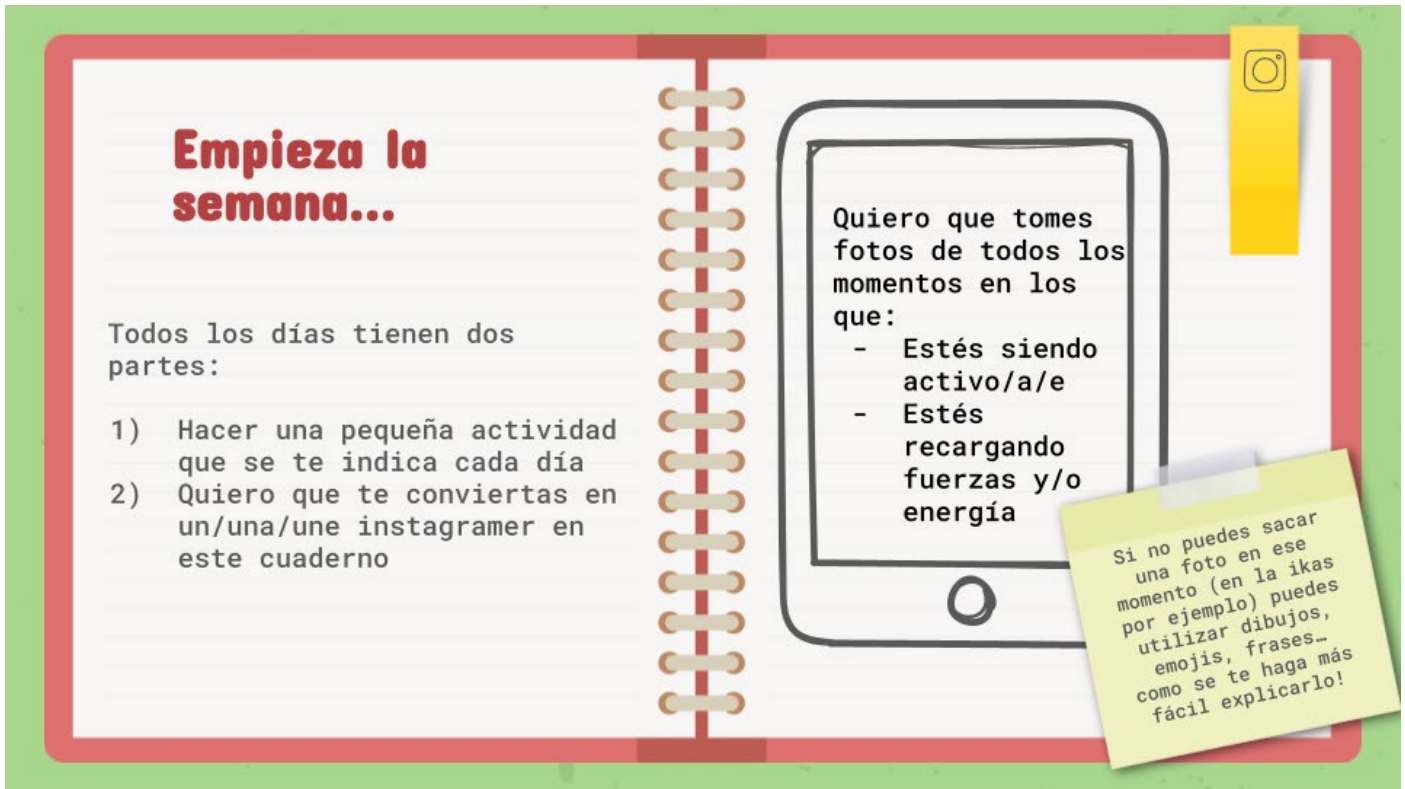 Empieza la
semana...
Todos los días tienen dos
partes:
1) Hacer una pequeña actividad
que se te indica cada día
2) Quiero que te conviertas en
un/una/une instagramer en
este cuaderno
Quiero que tomes
fotos de todos los
momentos en los
que:
- Estés siendo
activo/a/e
- Estés
recargando
fuerzas y/o
energía
Si no puedes sacar
una foto en ese
momento (en la ikas
por ejemplo) puedes
utilizar dibujos,
emojis, frases…
como se te haga más
fácil explicarlo!